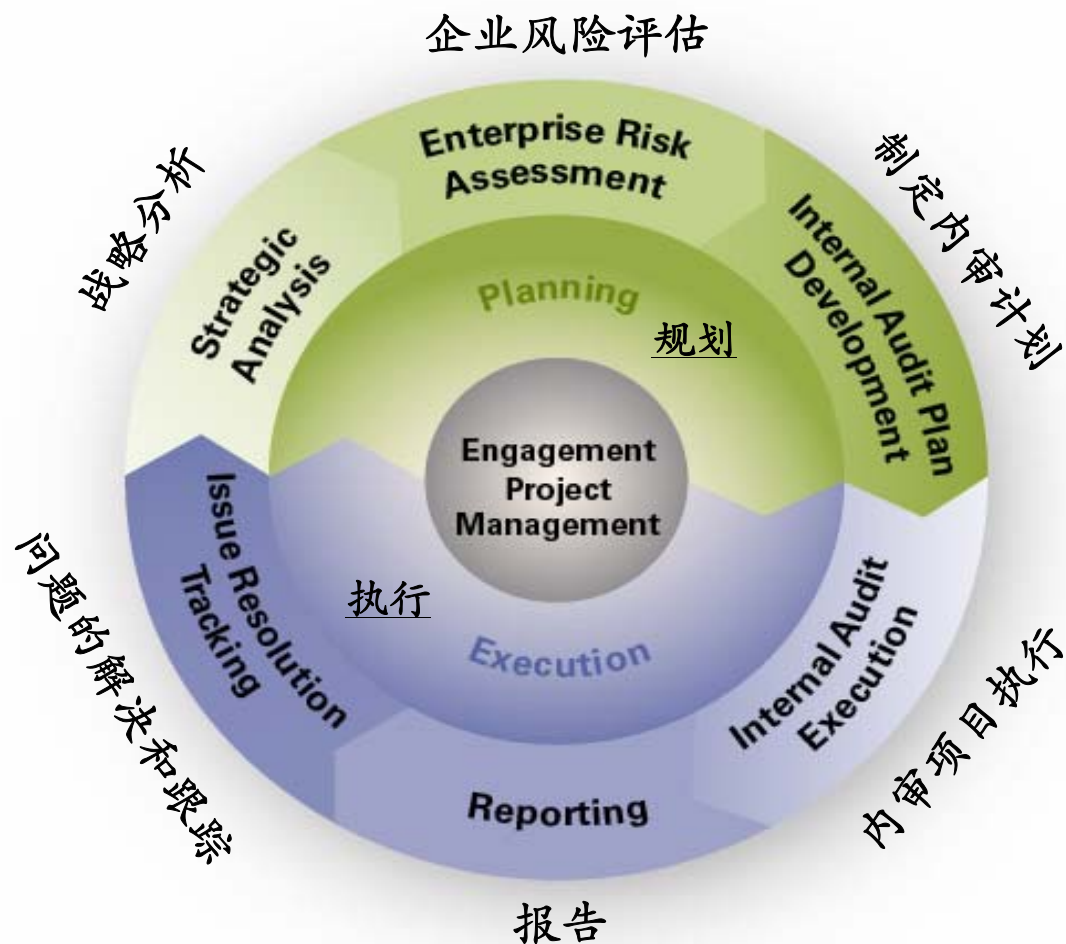 企业风险评估
Enterprise Risk
Assessment
战略分析
Strategic
Analysis
制定内审计划
Internal Audit Plan
Development
Planning
规划
Engagement
Project
Management
问题的解决和跟踪
Issue Resolution
Tracking
执行
Execution
内审项目执行
Internal Audit
Execution
Reporting
报告